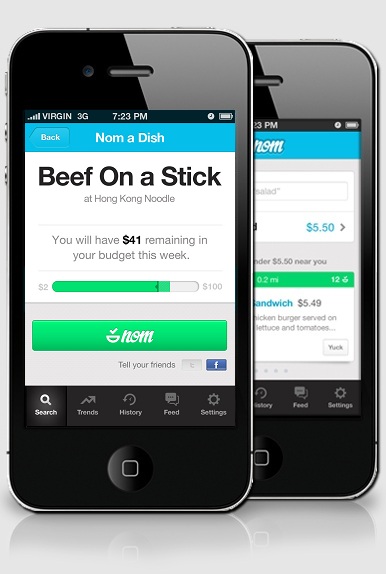 VIRGIN 3G 7:23 PM
Back Nom a Dish
Beef On a Stick
at Hong Kong Noodle
You will have $41 remaining in
your budget this week.
$2 $100
nom
Tell your friends t f
Search Trends History Feed Settings
23 PM
nom
salad"
d $5.50
nder $5.50 near you
0.2 mi 12
Sandwich $5.49
hicken burger served on
lettuce and tomatoes...
Yuck
History Feed Settings